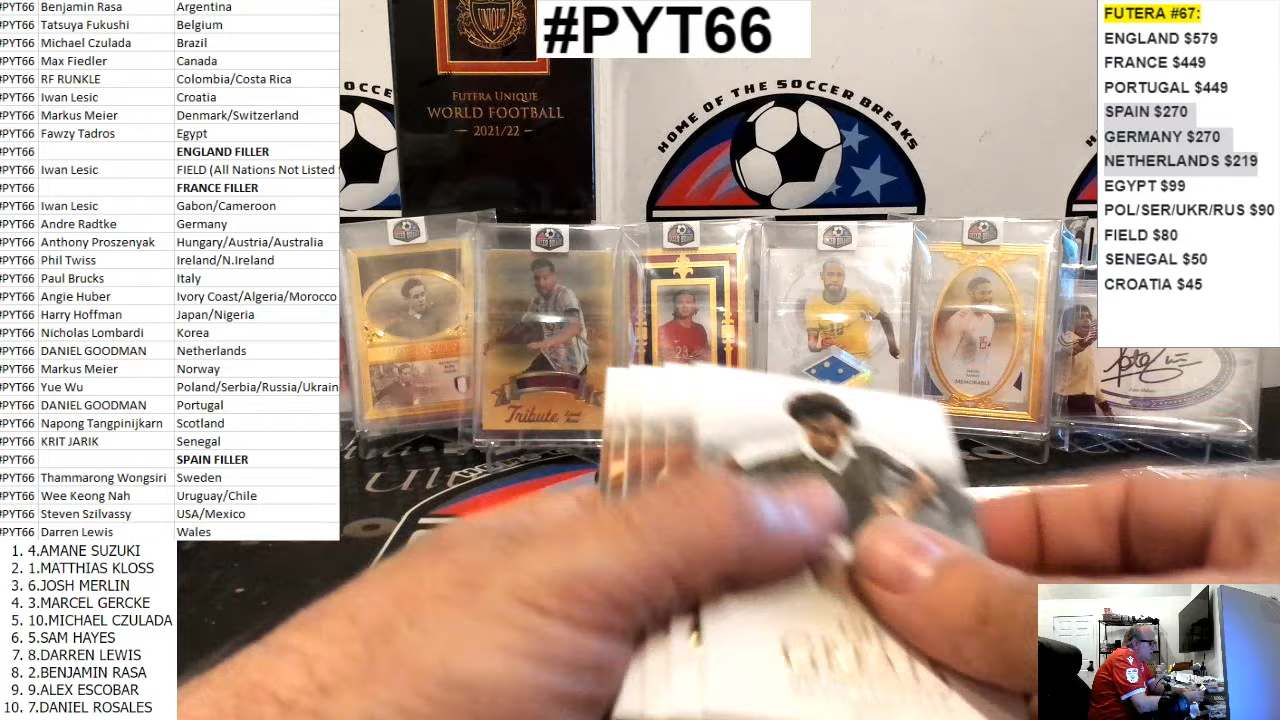 #PYT66 Benjamin Rasa Argentina
#PYT66 Tatsuya Fukushi Belgium
#PYT66 Michael Czulada Brazil
#PYT66 Max Fiedler Canada
#PYT66 RF RUNKLE Colombia/Costa Rica
#PYT66 Iwan Lesic Croatia
#PYT66 Markus Meier Denmark/Switzerland
#PYT66 Fawzy Tadros Egypt
#PYT66 ENGLAND FILLER
#PYT66 Iwan Lesic FIELD (All Nations Not Listed
#PYT66 FRANCE FILLER
#PYT66 Iwan Lesic Gabon/Cameroon
#PYT66 Andre Radtke Germany
#PYT66 Anthony Proszenyak Hungary/Austria/Australia
#PYT66 Phil Twiss Ireland/N.Ireland
#PYT66 Paul Brucks Italy
#PYT66 Angie Huber Ivory Coast/Algeria/Morocco
#PYT66 Harry Hoffman Japan/Nigeria
#PYT66 Nicholas Lombardi Korea
#PYT66 DANIEL GOODMAN Netherlands
#PYT66 Markus Meier Norway
#PYT66 Yue Wu Poland/Serbia/Russia/Ukrain
#PYT66 DANIEL GOODMAN Portugal
#PYT66 Napong Tangpinijkarn Scotland
#PYT66 KRIT JARIK Senegal
#PYT66 SPAIN FILLER
#PYT66 Thammarong Wongsiri Sweden
#PYT66 Wee Keong Nah Uruguay/Chile
#PYT66 Steven Szilvassy USA/Mexico
#PYT66 Darren Lewis Wales
1. 4.AMANE SUZUKI
2. 1.MATTHIAS KLOSS
3. 6.JOSH MERLIN
4. 3.MARCEL GERCKE
5. 10.MICHAEL CZULADA
6. 5.SAM HAYES
7. 8.DARREN LEWIS
8. 2.BENJAMIN RASA
9. 9.ALEX ESCOBAR
10. 7.DANIEL ROSALES
#PYT66
UNIQUE
FUTERA UNIQUE
WORLD FOOTBALL
2021/22
HOME OF THE SOCCER BREAKS
Tribute
MEMORABLE
FUTERA #67:
ENGLAND $579
FRANCE $449
PORTUGAL $449
SPAIN $270
GERMANY $270
NETHERLANDS $219
EGYPT $99
POL/SER/UKR/RUS $90
FIELD $80
SENEGAL $50
CROATIA $45